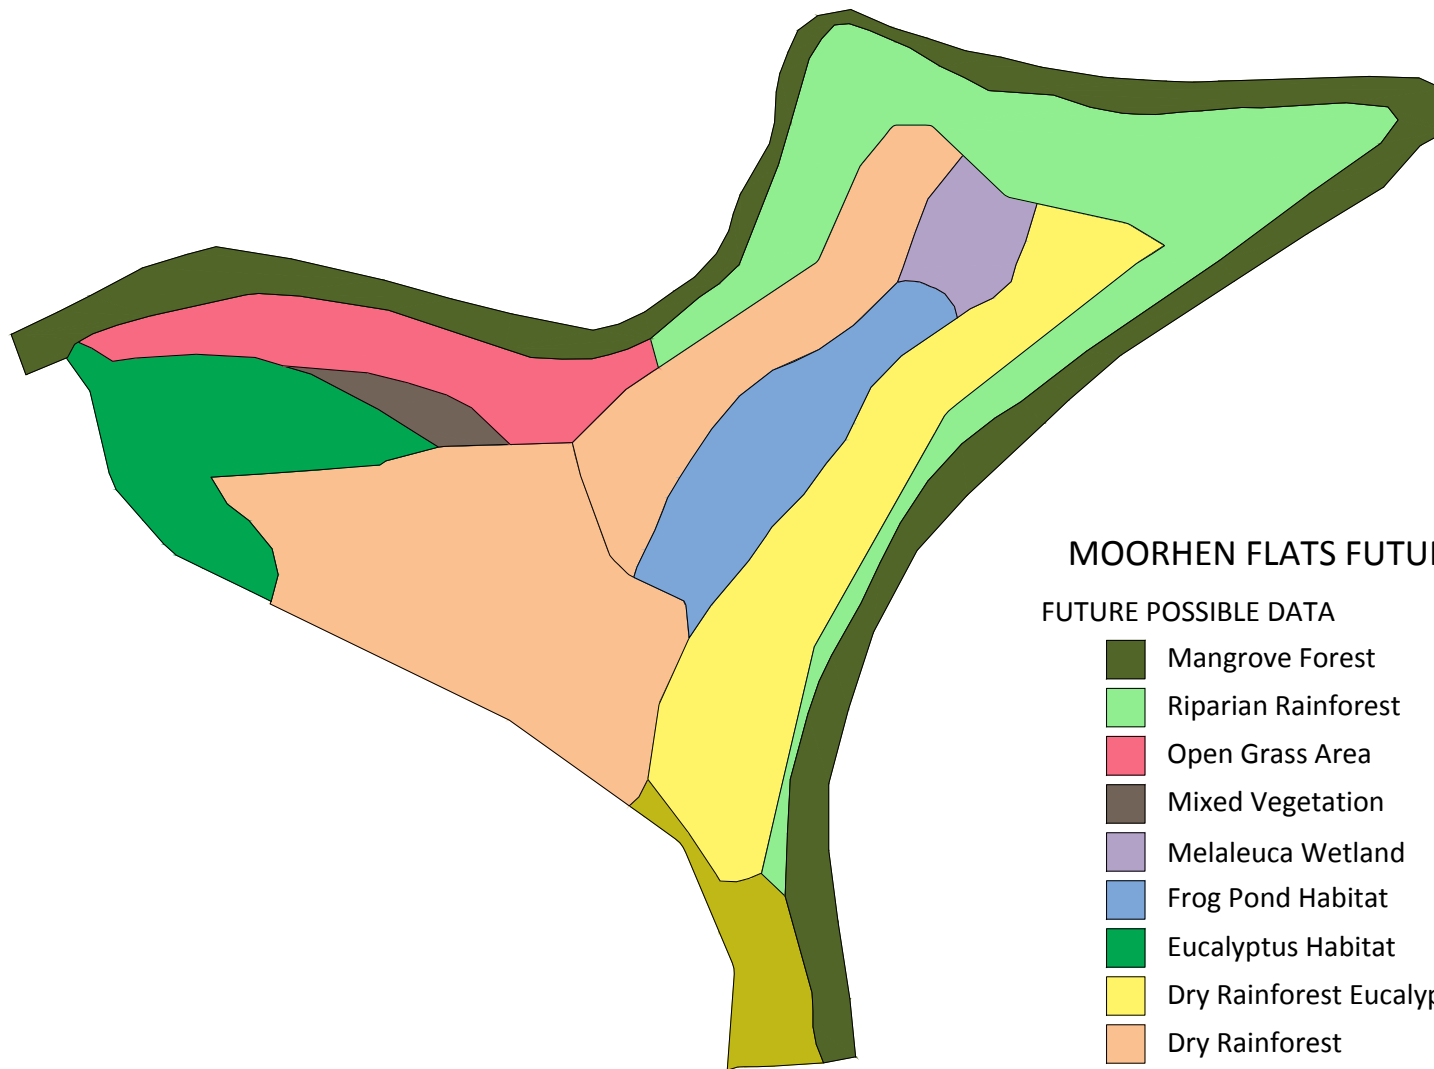 MOORHEN FLATS FUTU
FUTURE POSSIBLE DATA
Mangrove Forest
Riparian Rainforest
Open Grass Area
Mixed Vegetation
Melaleuca Wetland
Frog Pond Habitat
Eucalyptus Habitat
Dry Rainforest Eucaly
Dry Rainforest